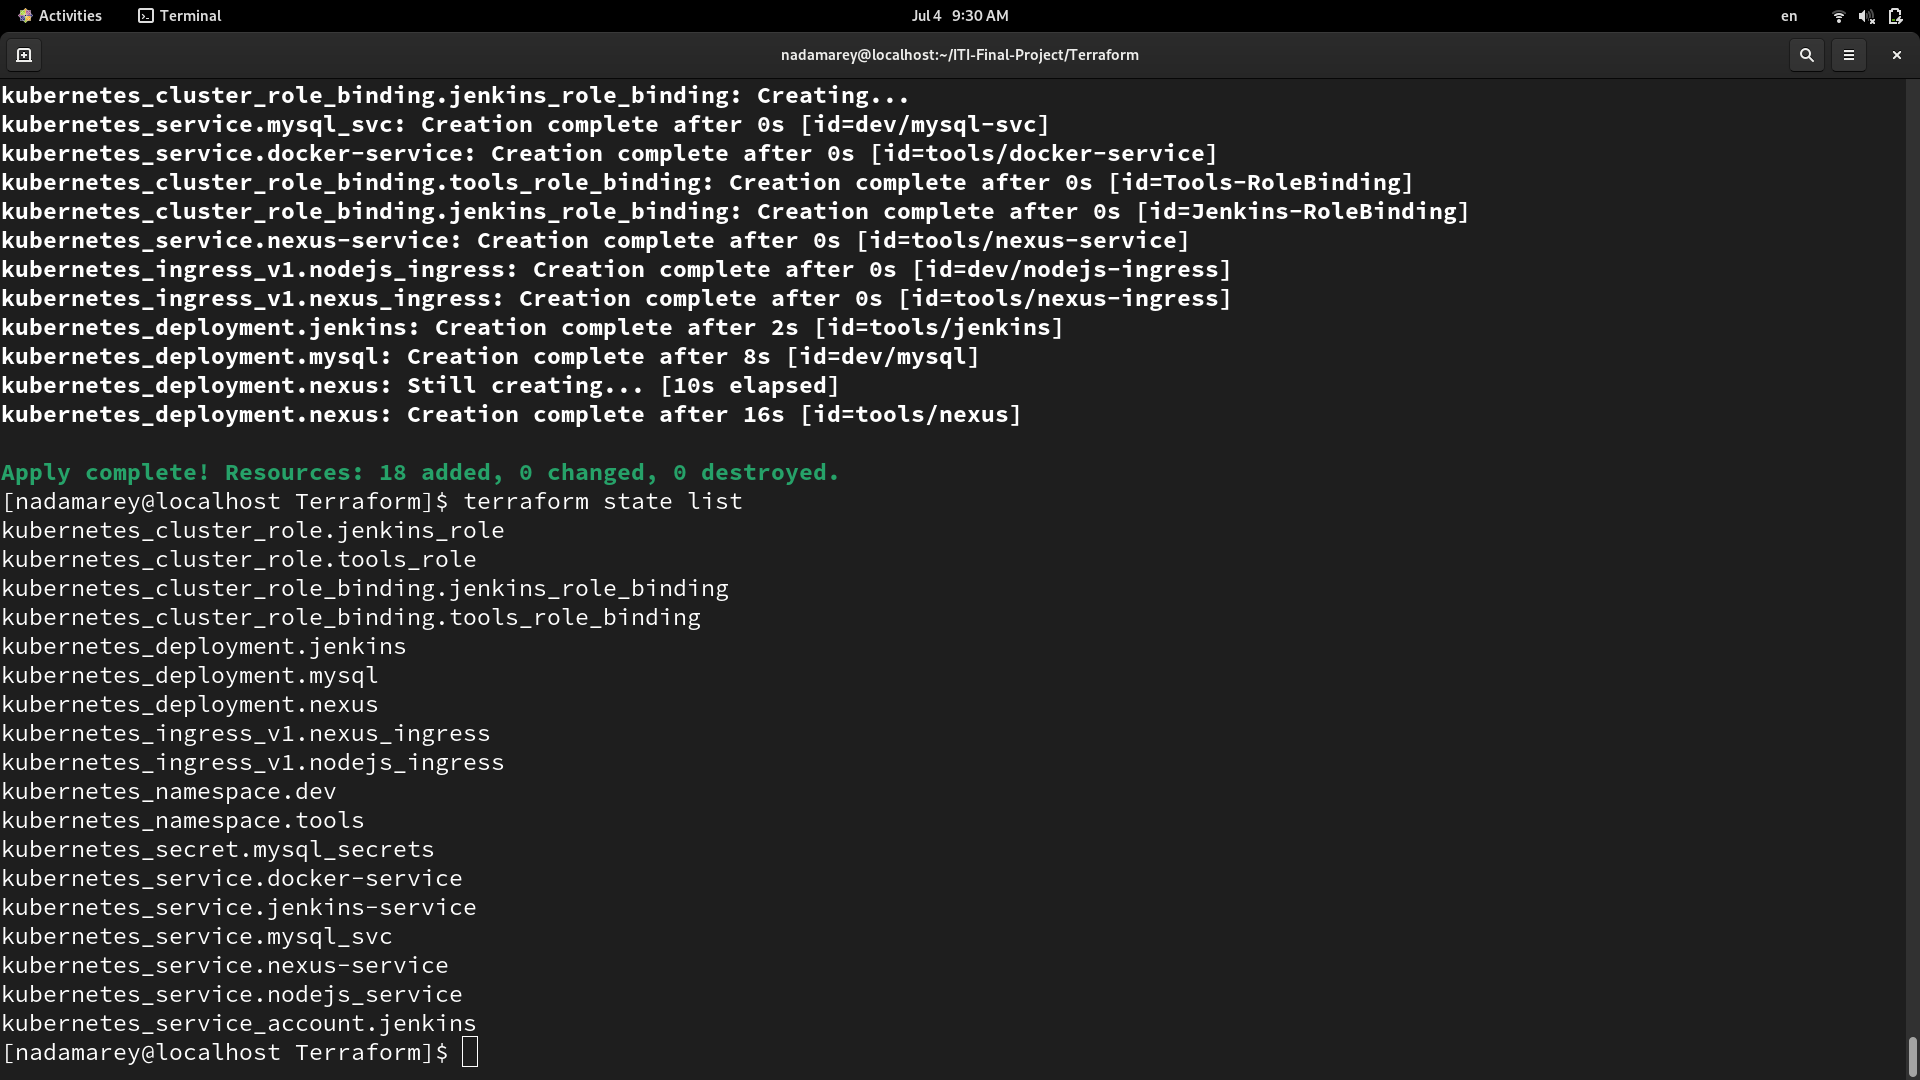 Activities Terminal Jul 4 9:30 AM en
nadamarey@localhost:~/ITI-Final-Project/Terraform
kubernetes_cluster_role_binding.jenkins_role_binding: Creating...
kubernetes_service.mysql_svc: Creation complete after 0s [id=dev/mysql-svc]
kubernetes_service.docker-service: Creation complete after 0s [id=tools/docker-service]
kubernetes_cluster_role_binding.tools_role_binding: Creation complete after 0s [id=Tools-RoleBinding]
kubernetes_cluster_role_binding.jenkins_role_binding: Creation complete after 0s [id=Jenkins-RoleBinding]
kubernetes_service.nexus-service: Creation complete after 0s [id=tools/nexus-service]
kubernetes_ingress_v1.nodejs_ingress: Creation complete after 0s [id=dev/nodejs-ingress]
kubernetes_ingress_v1.nexus_ingress: Creation complete after 0s [id=tools/nexus-ingress]
kubernetes_deployment.jenkins: Creation complete after 2s [id=tools/jenkins]
kubernetes_deployment.mysql: Creation complete after 8s [id=dev/mysql]
kubernetes_deployment.nexus: Still creating... [10s elapsed]
kubernetes_deployment.nexus: Creation complete after 16s [id=tools/nexus]
Apply complete! Resources: 18 added, 0 changed, 0 destroyed.
[nadamarey@localhost Terraform]$ terraform state list
kubernetes_cluster_role.jenkins_role
kubernetes_cluster_role.tools_role
kubernetes_cluster_role_binding.jenkins_role_binding
kubernetes_cluster_role_binding.tools_role_binding
kubernetes_deployment.jenkins
kubernetes_deployment.mysql
kubernetes_deployment.nexus
kubernetes_ingress_v1.nexus_ingress
kubernetes_ingress_v1.nodejs_ingress
kubernetes_namespace.dev
kubernetes_namespace.tools
kubernetes_secret.mysql_secrets
kubernetes_service.docker-service
kubernetes_service.jenkins-service
kubernetes_service.mysql_svc
kubernetes_service.nexus-service
kubernetes_service.nodejs_service
kubernetes_service_account.jenkins
[nadamarey@localhost Terraform]$